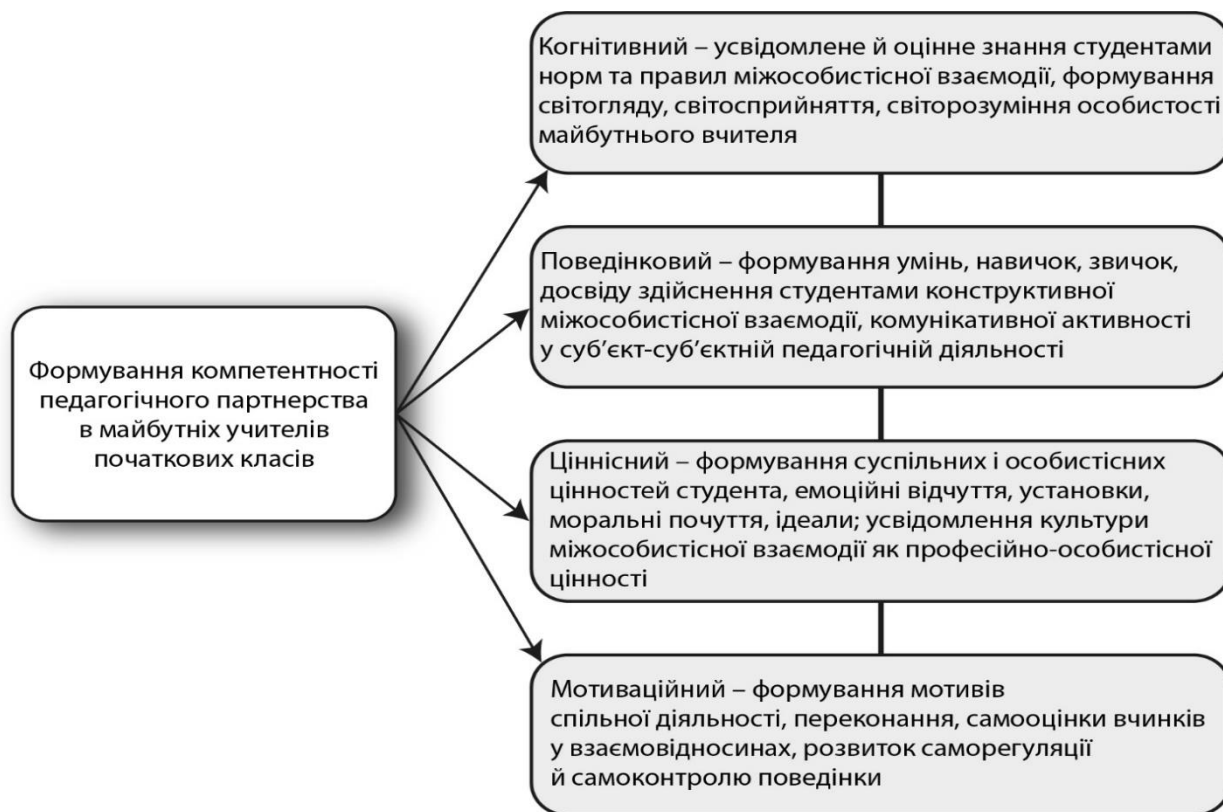 Когнітивний – усвідомлене й оцінне знання студентами
норм та правил міжособистісної взаємодії, формування
світогляду, світосприйняття, світорозуміння особистості
майбутнього вчителя
Поведінковий – формування умінь, навичок, звичок,
досвіду здійснення студентами конструктивної
міжособистісної взаємодії, комунікативної активності
у суб’єкт-суб’єктній педагогічній діяльності
Формування компетентності
педагогічного партнерства
в майбутніх учителів
початкових класів
Ціннісний – формування суспільних і особистісних
цінностей студента, емоційні відчуття, установки,
моральні почуття, ідеали; усвідомлення культури
міжособистісної взаємодії як професійно-особистісної
цінності
Мотиваційний – формування мотивів
спільної діяльності, переконання, самооцінки вчинків
у взаємовідносинах, розвиток саморегуляції
й самоконтролю поведінки